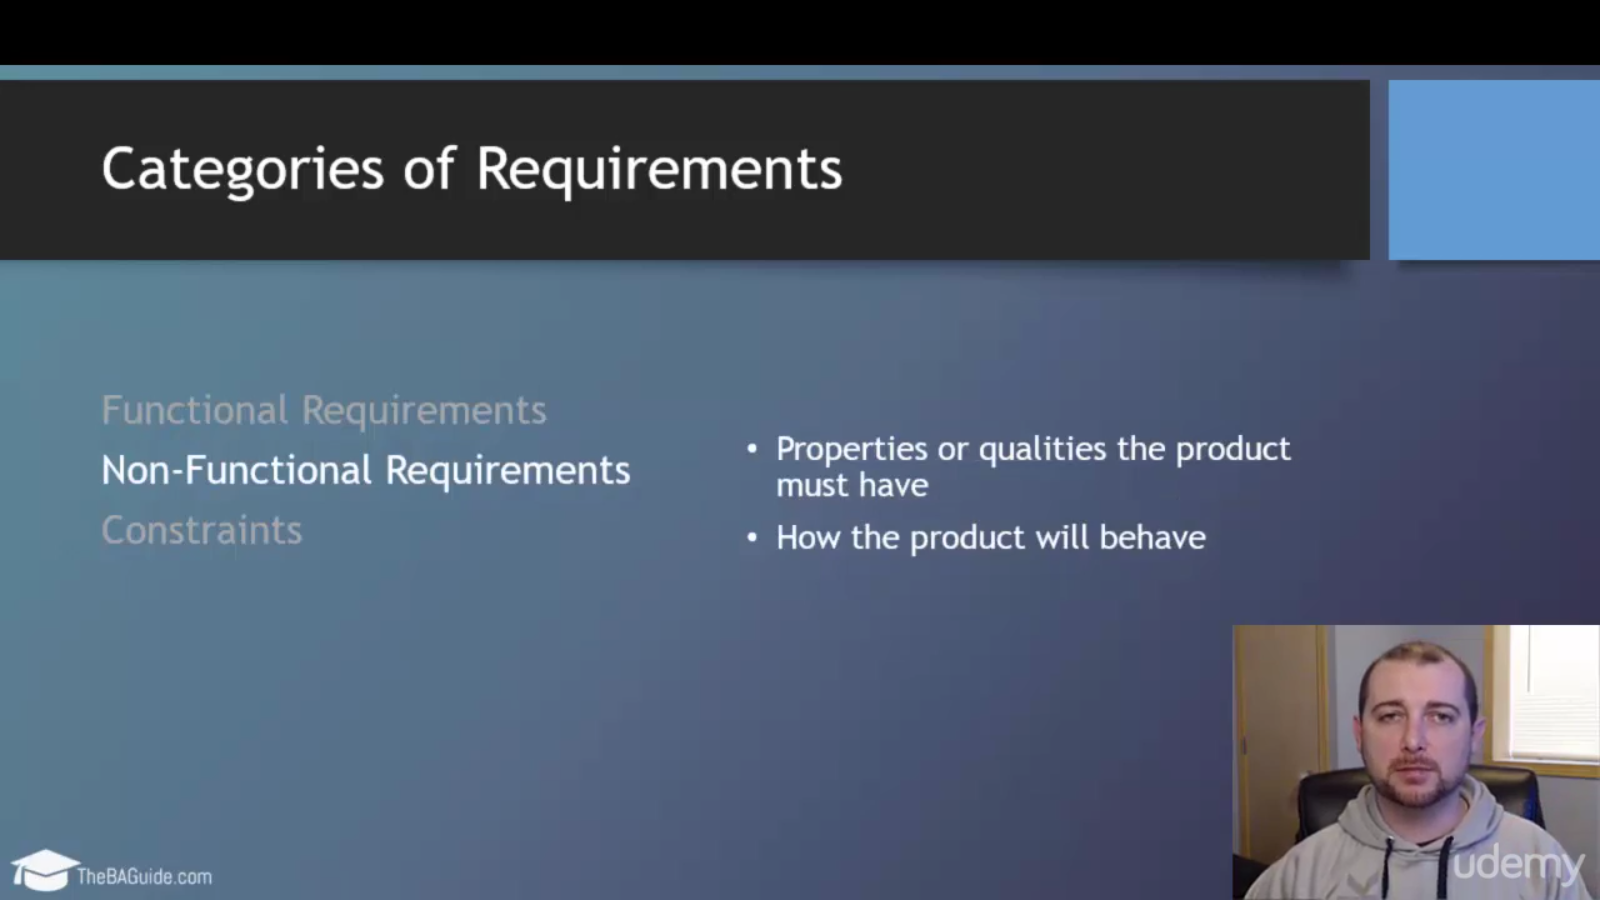 Categories of Requirements
Functional Requirements
Non-Functional Requirements
Constraints
• Properties or qualities the product
must have
• How the product will behave
TheBAGuide.com
udemy